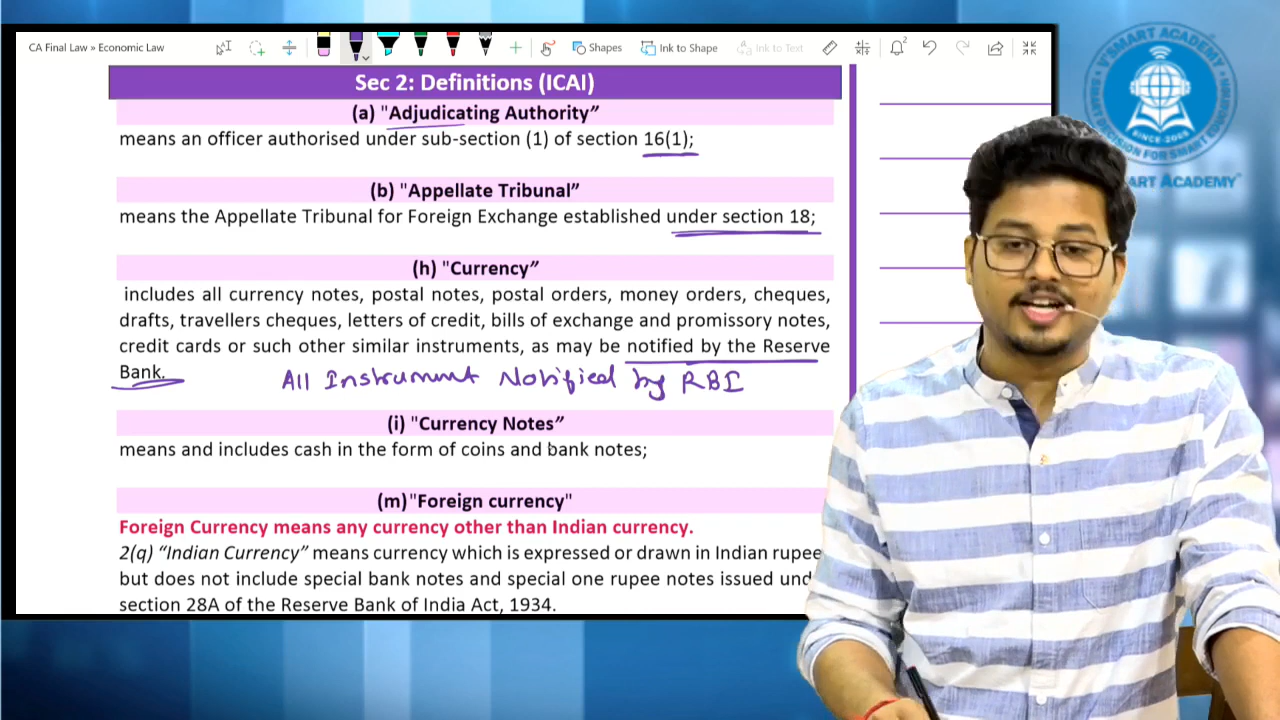 CA Final Law » Economic Law
Shapes
Ink to Shape
Ink to Text
2
Sec 2: Definitions (ICAI)
(a) "Adjudicating Authority”
means an officer authorised under sub-section (1) of section 16(1);
(b) "Appellate Tribunal”
means the Appellate Tribunal for Foreign Exchange established under section 18;
(h) "Currency”
includes all currency notes, postal notes, postal orders, money orders, cheques,
drafts, travellers cheques, letters of credit, bills of exchange and promissory notes,
credit cards or such other similar instruments, as may be notified by the Reserve
Bank.
All Instrument Notified by RBI
(i) "Currency Notes”
means and includes cash in the form of coins and bank notes;
(m)"Foreign currency"
Foreign Currency means any currency other than Indian currency.
2(q) “Indian Currency” means currency which is expressed or drawn in Indian rupee
but does not include special bank notes and special one rupee notes issued und
section 28A of the Reserve Bank of India Act, 1934.
V'SMART ACADEMY
SINCE 2009
MART ACADEMY